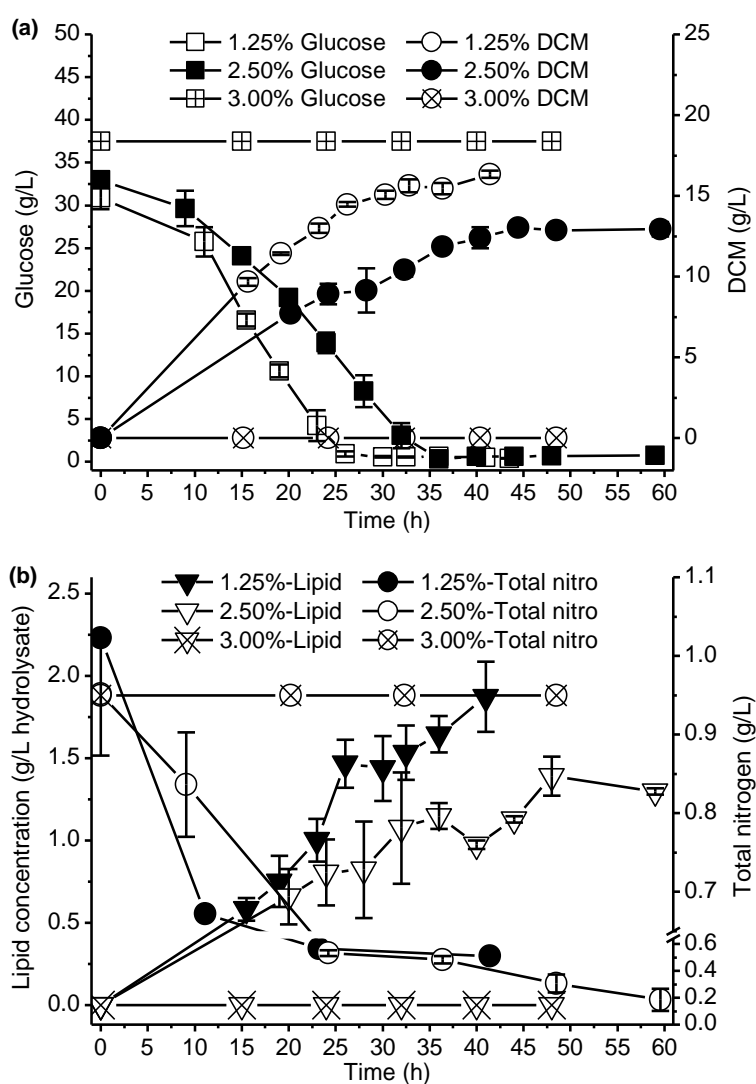 (a)
1.25% Glucose 1.25% DCM
2.50% Glucose 2.50% DCM
3.00% Glucose 3.00% DCM
Glucose (g/L)
50
45
40
35
30
25
20
15
10
5
0
DCM (g/L)
25
20
15
10
5
0
0 5 10 15 20 25 30 35 40 45 50 55 60
Time (h)
(b)
1.25%-Lipid 1.25%-Total nitro
2.50%-Lipid 2.50%-Total nitro
3.00%-Lipid 3.00%-Total nitro
Lipid concentration (g/L hydrolysate)
2.5
2.0
1.5
1.0
0.5
0.0
Total nitrogen (g/L)
1.1
1.0
0.9
0.8
0.7
0.6
0.4
0.2
0.0
0 5 10 15 20 25 30 35 40 45 50 55 60
Time (h)